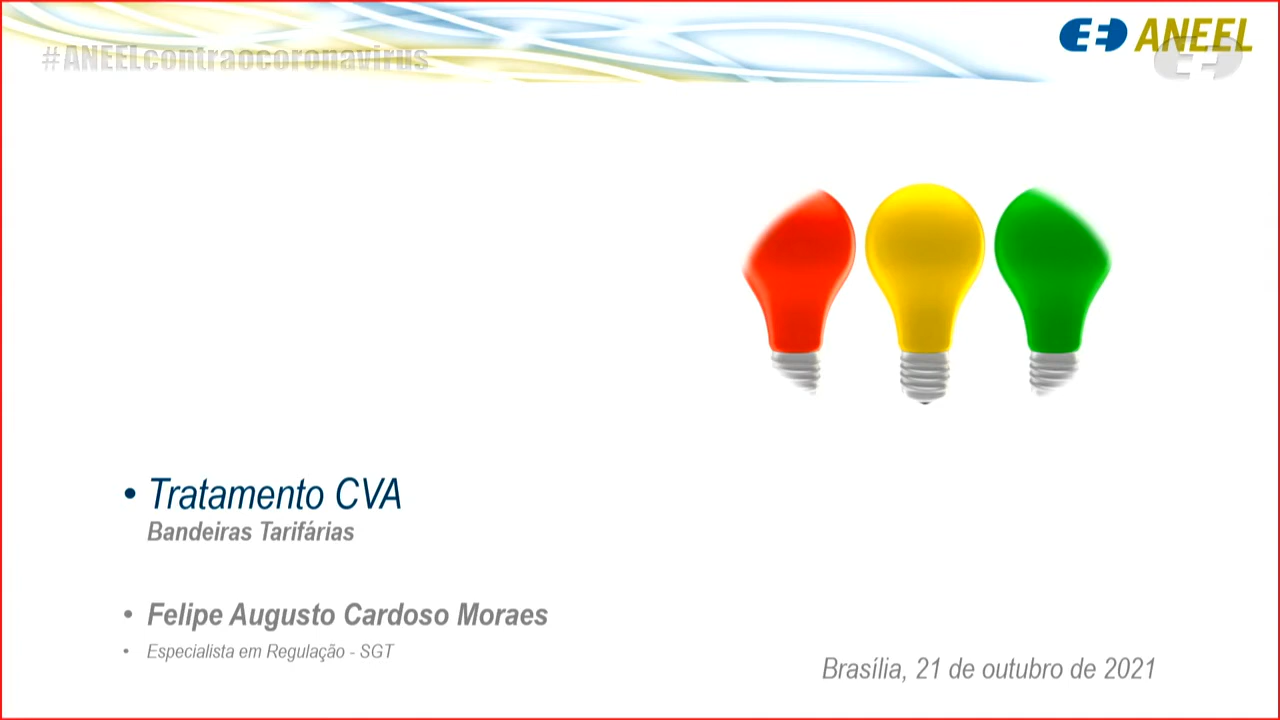 #ANEELcontraocoronavirus
ANEEL
• Tratamento CVA
Bandeiras Tarifárias
• Felipe Augusto Cardoso Moraes
• Especialista em Regulação - SGT
Brasília, 21 de outubro de 2021